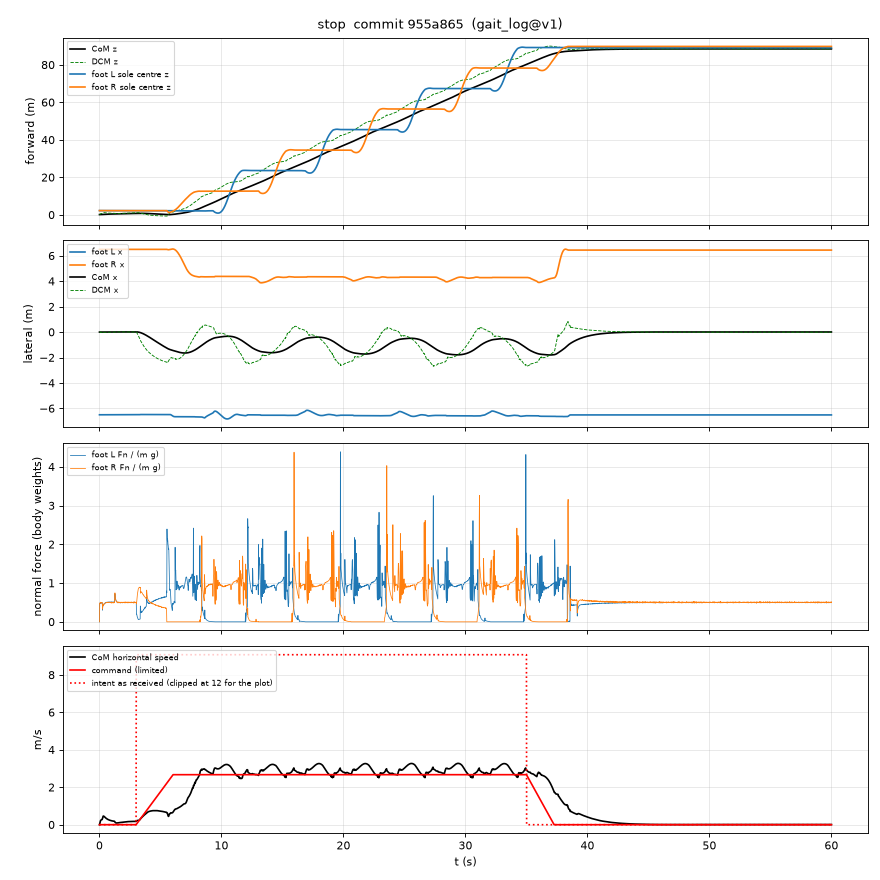 stop commit 955a865 (gait_log@v1)
forward (m)
80
60
40
20
0
CoM z
DCM z
foot L sole centre z
foot R sole centre z
lateral (m)
6
4
2
0
−2
−4
−6
foot L x
foot R x
CoM x
DCM x
normal force (body weights)
4
3
2
1
0
foot L Fn / (m g)
foot R Fn / (m g)
m/s
8
6
4
2
0
CoM horizontal speed
command (limited)
intent as received (clipped at 12 for the plot)
0 10 20 30 40 50 60
t (s)